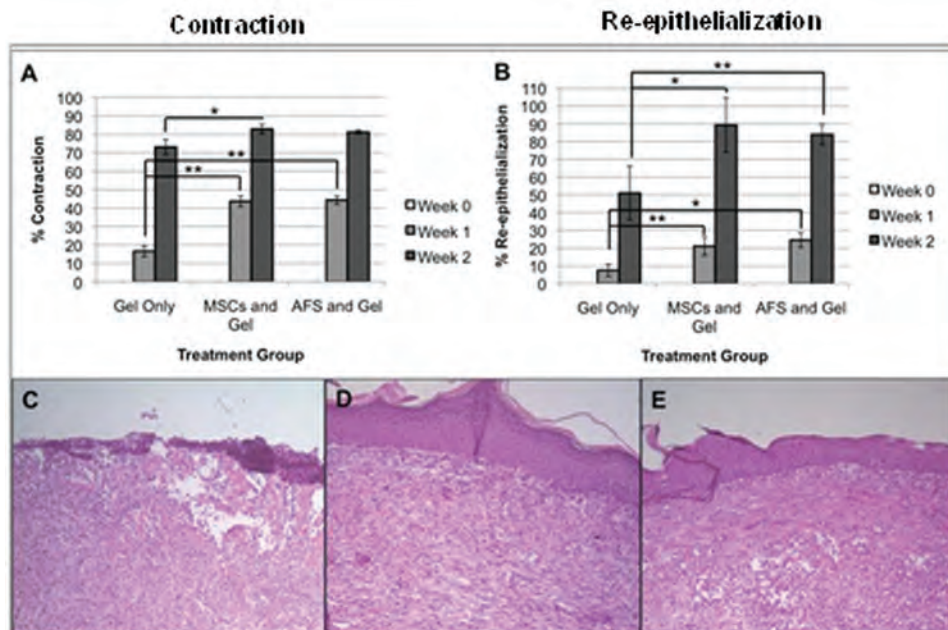 Contraction
Re-epithelialization
A
100
90
80
70
60
50
40
30
20
10
0
% Contraction
*
**
**
Gel Only
MSCs and
Gel
AFS and Gel
Treatment Group
Week 0
Week 1
Week 2
B
110
100
90
80
70
60
50
40
30
20
10
0
% Re-epithelialization
**
*
*
**
Gel Only
MSCs and
Gel
AFS and Gel
Treatment Group
Week 0
Week 1
Week 2
C
D
E